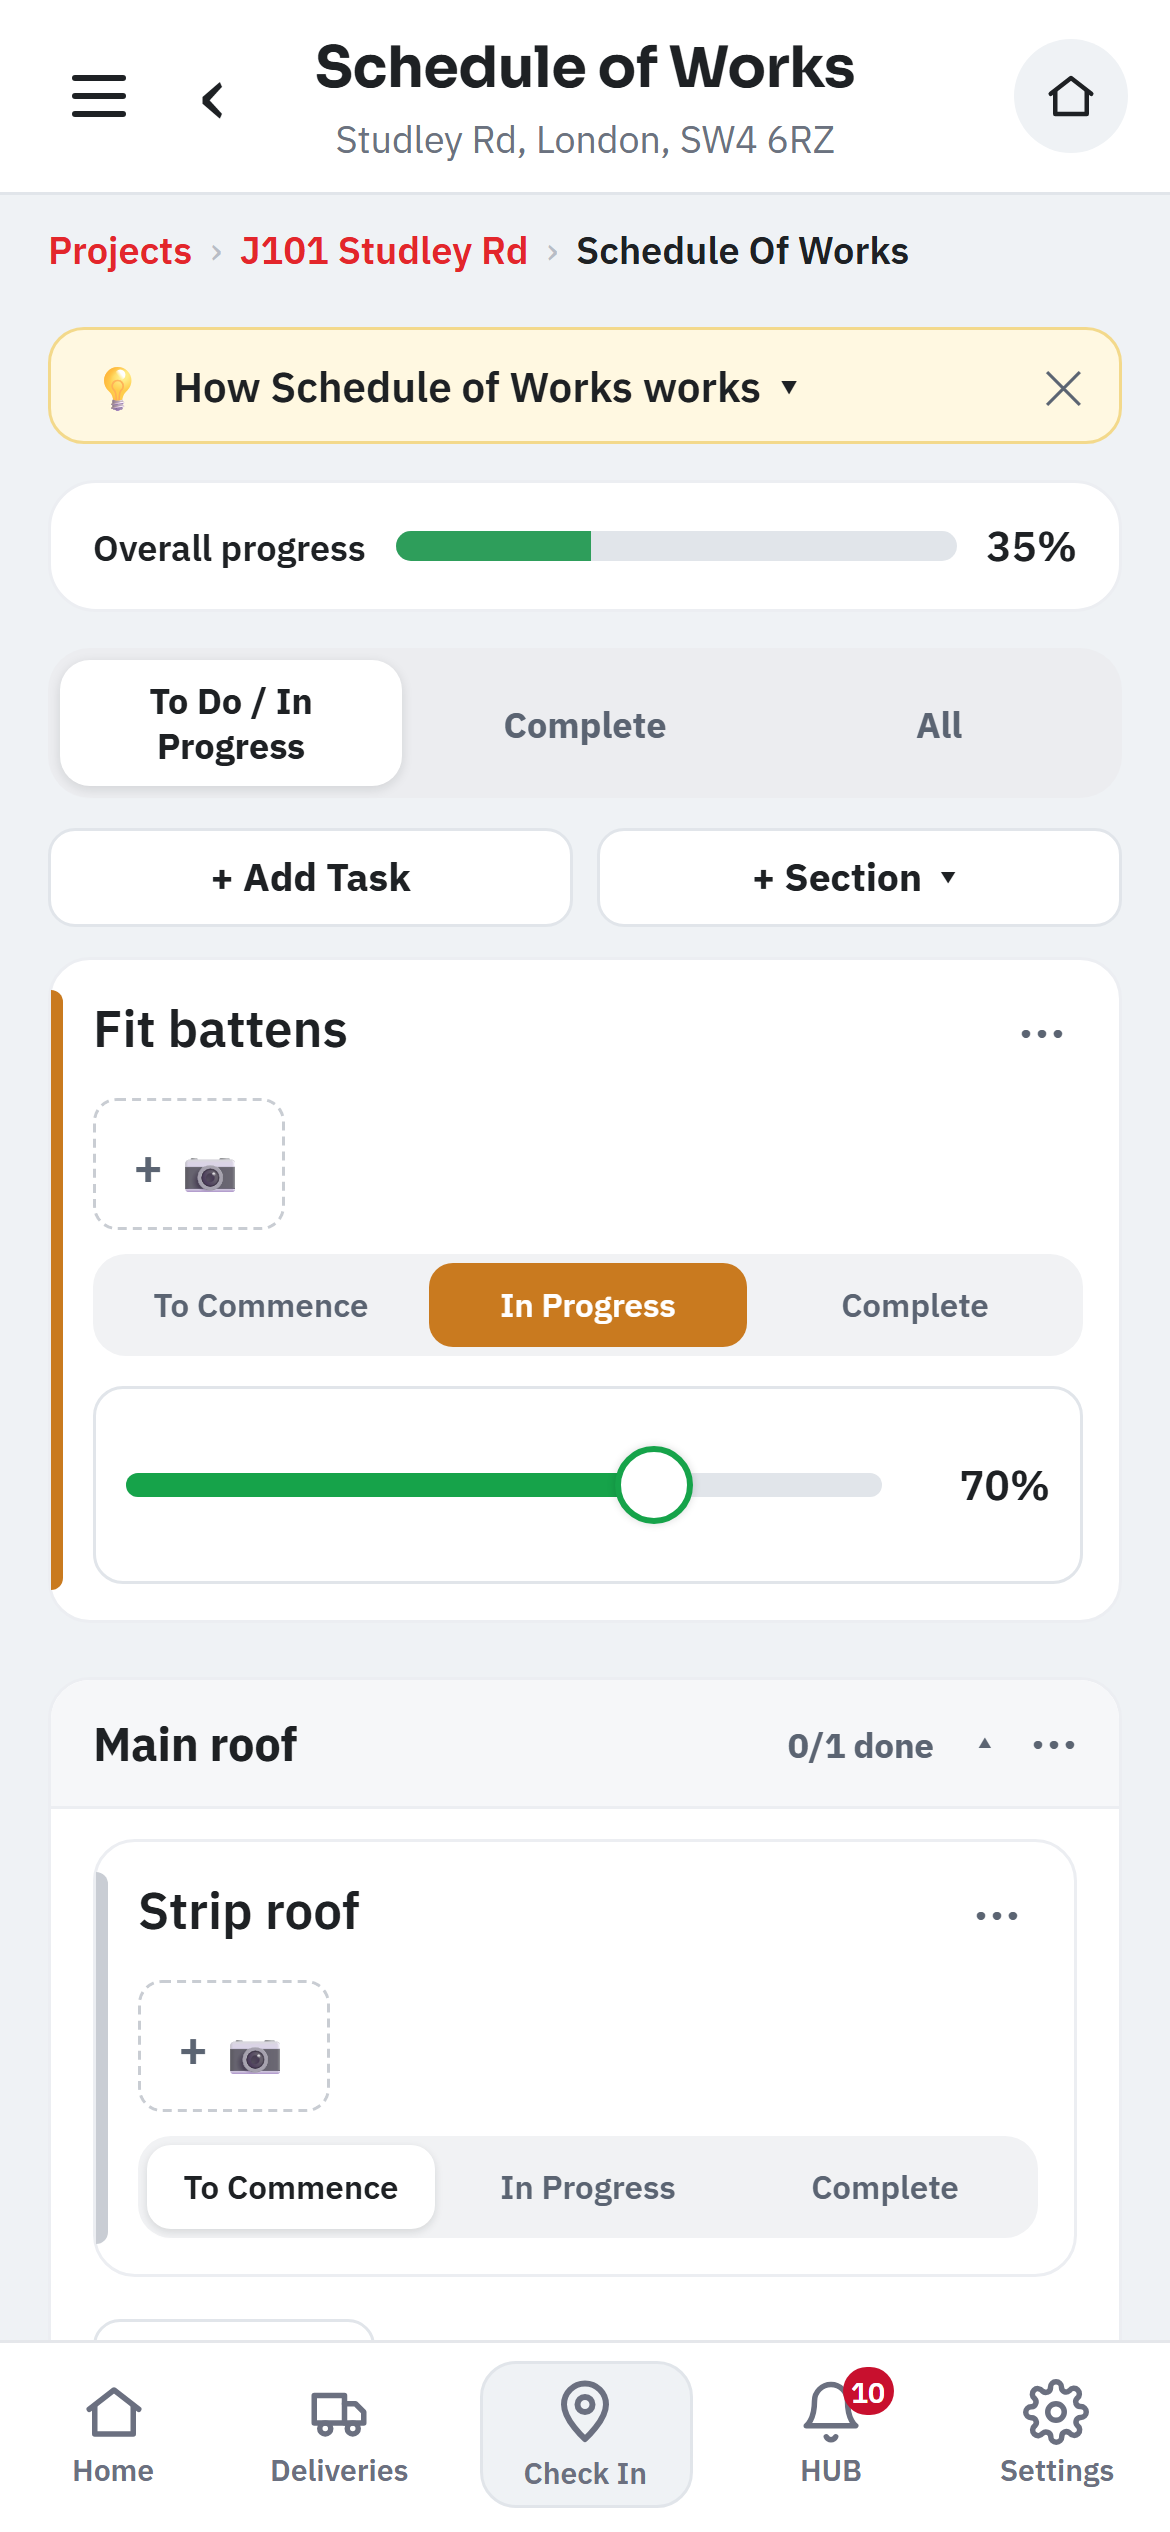 Schedule of Works
Studley Rd, London, SW4 6RZ
Projects › J101 Studley Rd › Schedule Of Works
How Schedule of Works works ▼
Overall progress 35%
To Do / In
Progress
Complete
All
+ Add Task
+ Section ▼
Fit battens
+
To Commence
In Progress
Complete
70%
Main roof
0/1 done ▲
Strip roof
+
To Commence
In Progress
Complete
10
Home
Deliveries
Check In
HUB
Settings